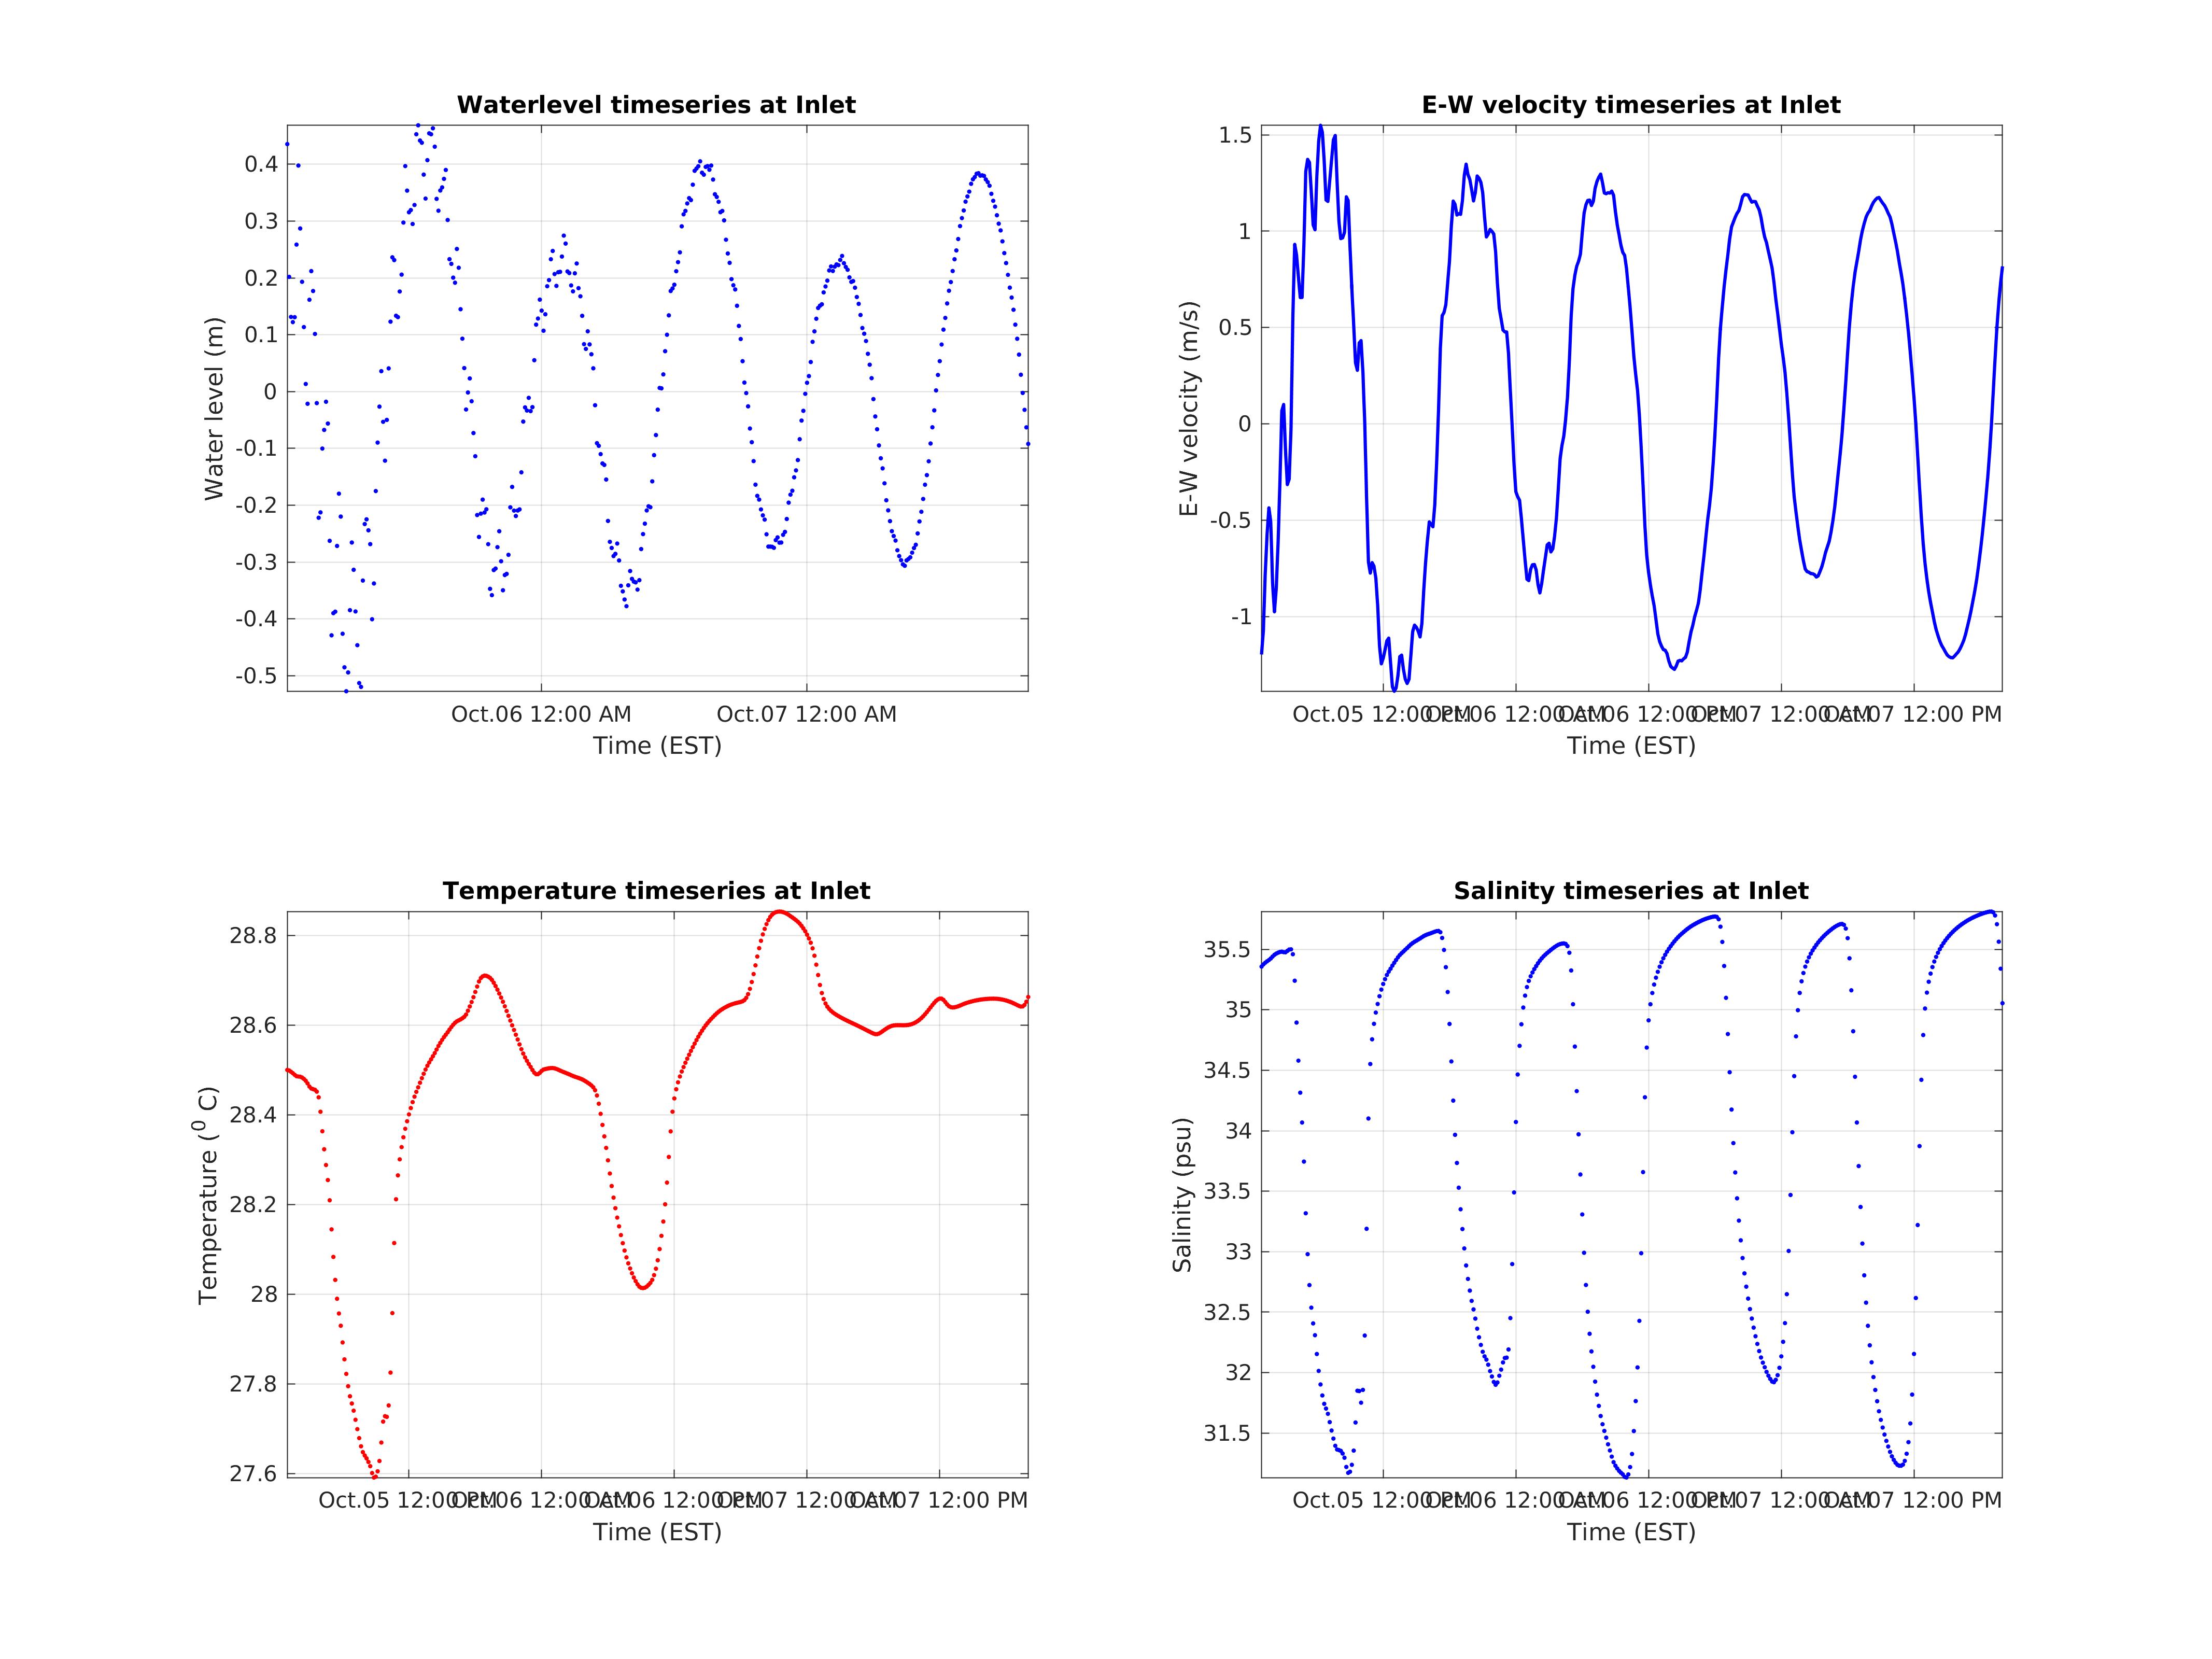 Waterlevel timeseries at Inlet
0.4
0.3
0.2
0.1
0
-0.1
-0.2
-0.3
-0.4
-0.5
Water level (m)
Oct.06 12:00 AM
Oct.07 12:00 AM
Time (EST)
E-W velocity timeseries at Inlet
1.5
1
0.5
0
-0.5
-1
E-W velocity (m/s)
Oct.05 12:00 PM
Oct.06 12:00 AM
Oct.06 12:00 PM
Oct.07 12:00 AM
Oct.07 12:00 PM
Time (EST)
Temperature timeseries at Inlet
28.8
28.6
28.4
28.2
28
27.8
27.6
Temperature (⁰ C)
Oct.05 12:00 PM
Oct.06 12:00 AM
Oct.06 12:00 PM
Oct.07 12:00 AM
Oct.07 12:00 PM
Time (EST)
Salinity timeseries at Inlet
35.5
35
34.5
34
33.5
33
32.5
32
31.5
Salinity (psu)
Oct.05 12:00 PM
Oct.06 12:00 AM
Oct.06 12:00 PM
Oct.07 12:00 AM
Oct.07 12:00 PM
Time (EST)